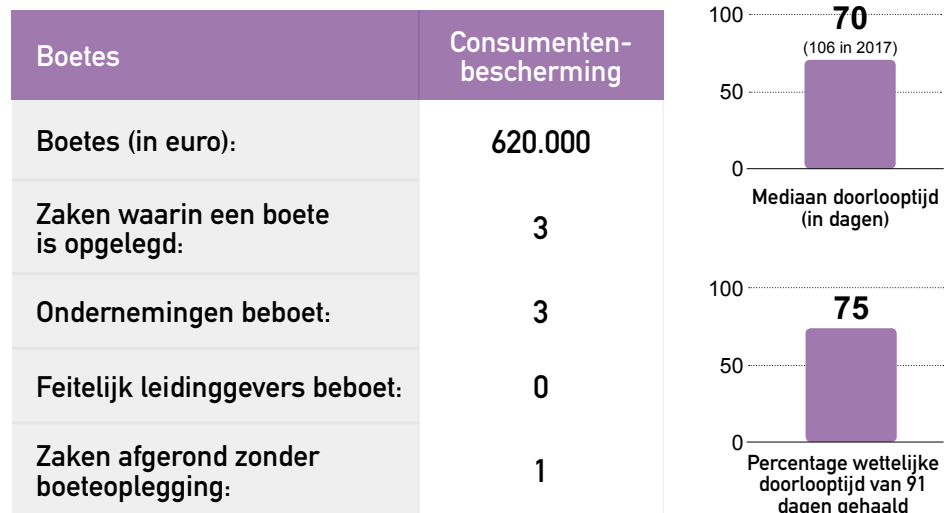 Boetes
Consumenten-
bescherming
Boetes (in euro):
620.000
Zaken waarin een boete
is opgelegd:
3
Ondernemingen beboet:
3
Feitelijk leidinggevers beboet:
0
Zaken afgerond zonder
boeteoplegging:
1
100
70
(106 in 2017)
50
0
Mediaan doorlooptijd
(in dagen)
100
75
50
0
Percentage wettelijke
doorlooptijd van 91
dagen gehaald